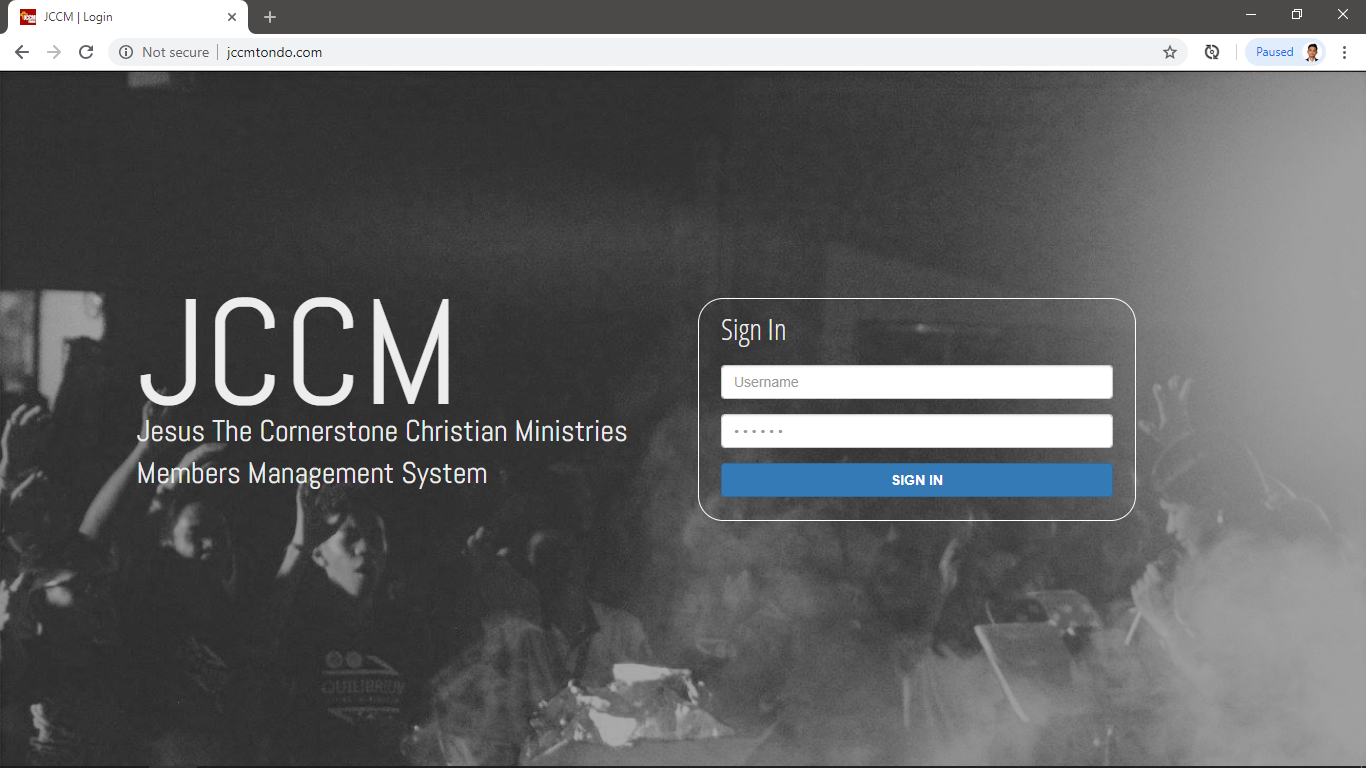 JCCM | Login
Not secure
jccmtondo.com
Paused
JCCM
Jesus The Cornerstone Christian Ministries
Members Management System
Sign In
Username
SIGN IN